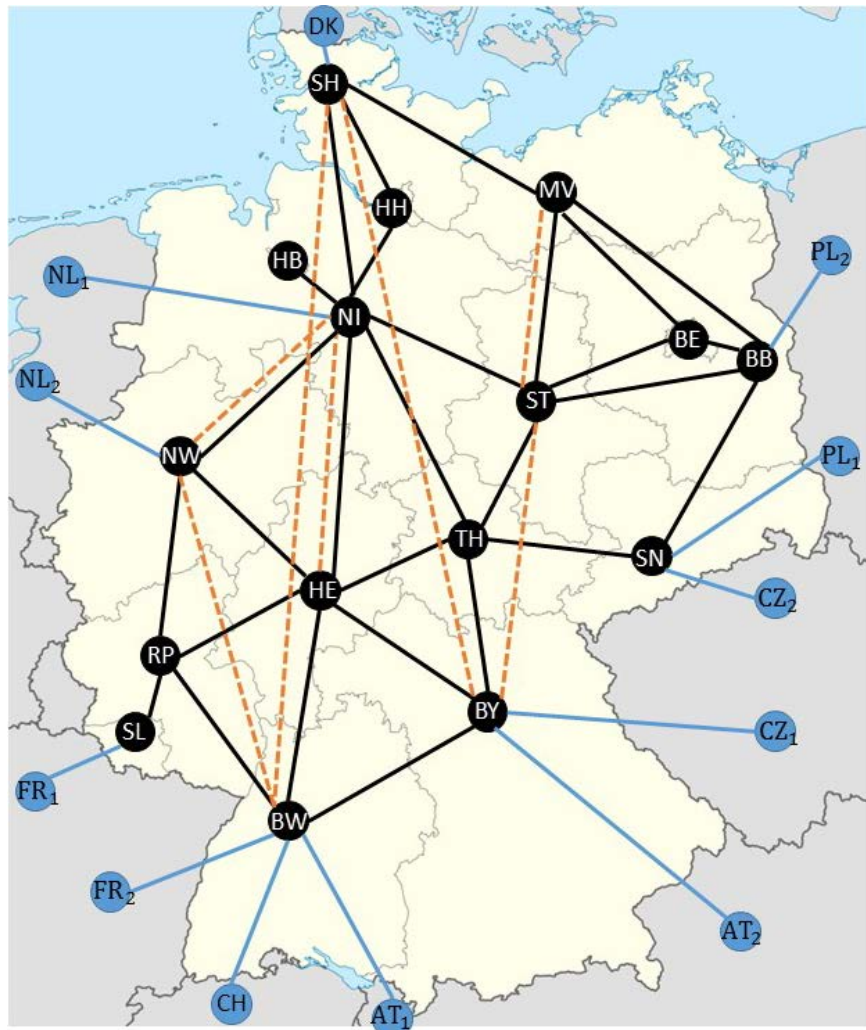 DK
SH
MV
HH
HB
PL₂
NL₁
NI
BE
BB
NL₂
ST
NW
PL₁
TH
SN
HE
CZ₂
RP
BY
SL
CZ₁
FR₁
BW
FR₂
AT₂
CH
AT₁